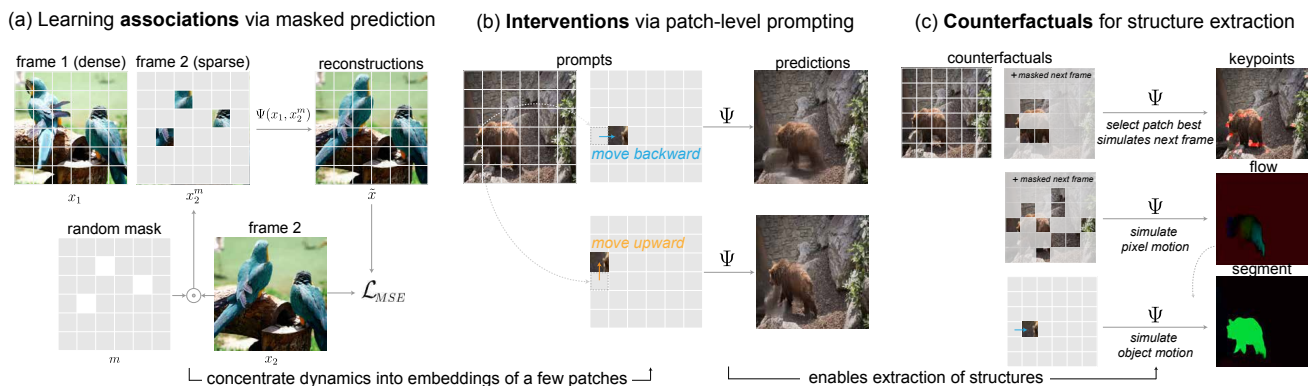 (a) Learning associations via masked prediction
frame 1 (dense)
frame 2 (sparse)
reconstructions
Ψ(x₁, x₂ᵐ)
x₁
x₂ᵐ
x̃
random mask
frame 2
ℒ_MSE
m
x₂
concentrate dynamics into embeddings of a few patches
(b) Interventions via patch-level prompting
prompts
predictions
Ψ
move backward
move upward
Ψ
enables extraction of structures
(c) Counterfactuals for structure extraction
counterfactuals
+ masked next frame
keypoints
Ψ
select patch best
simulates next frame
+ masked next frame
flow
Ψ
simulate
pixel motion
segment
Ψ
simulate
object motion